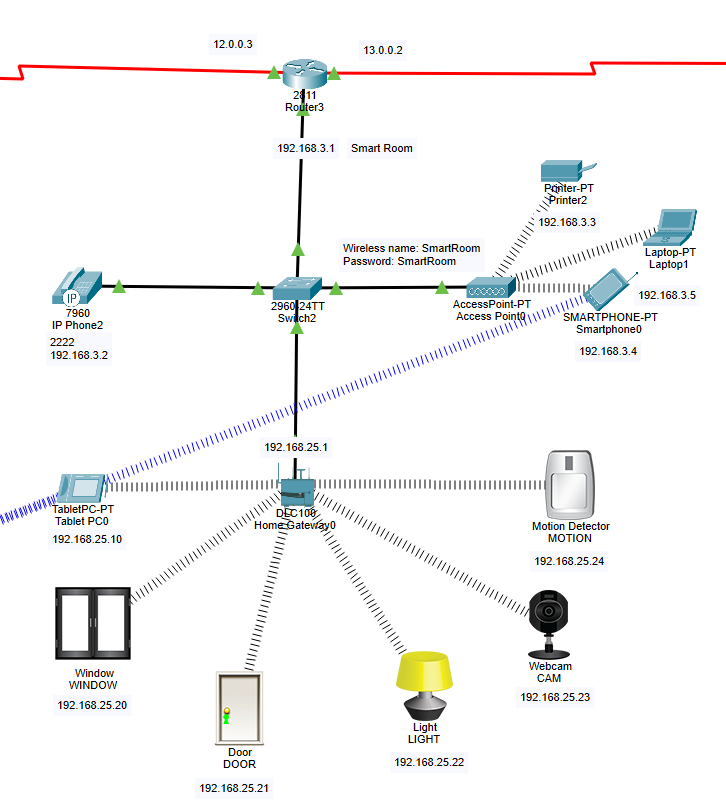 12.0.0.3
13.0.0.2
2811
Router3
192.168.3.1
Smart Room
Printer-PT
Printer2
192.168.3.3
Wireless name: SmartRoom
Password: SmartRoom
Laptop-PT
Laptop1
192.168.3.5
IP
7960
IP Phone2
2222
192.168.3.2
2960-24TT
Switch2
AccessPoint-PT
Access Point0
SMARTPHONE-PT
Smartphone0
192.168.3.4
192.168.25.1
TabletPC-PT
Tablet PC0
192.168.25.10
DLC100
Home Gateway0
Motion Detector
MOTION
192.168.25.24
Window
WINDOW
192.168.25.20
Webcam
CAM
192.168.25.23
Door
DOOR
192.168.25.21
Light
LIGHT
192.168.25.22